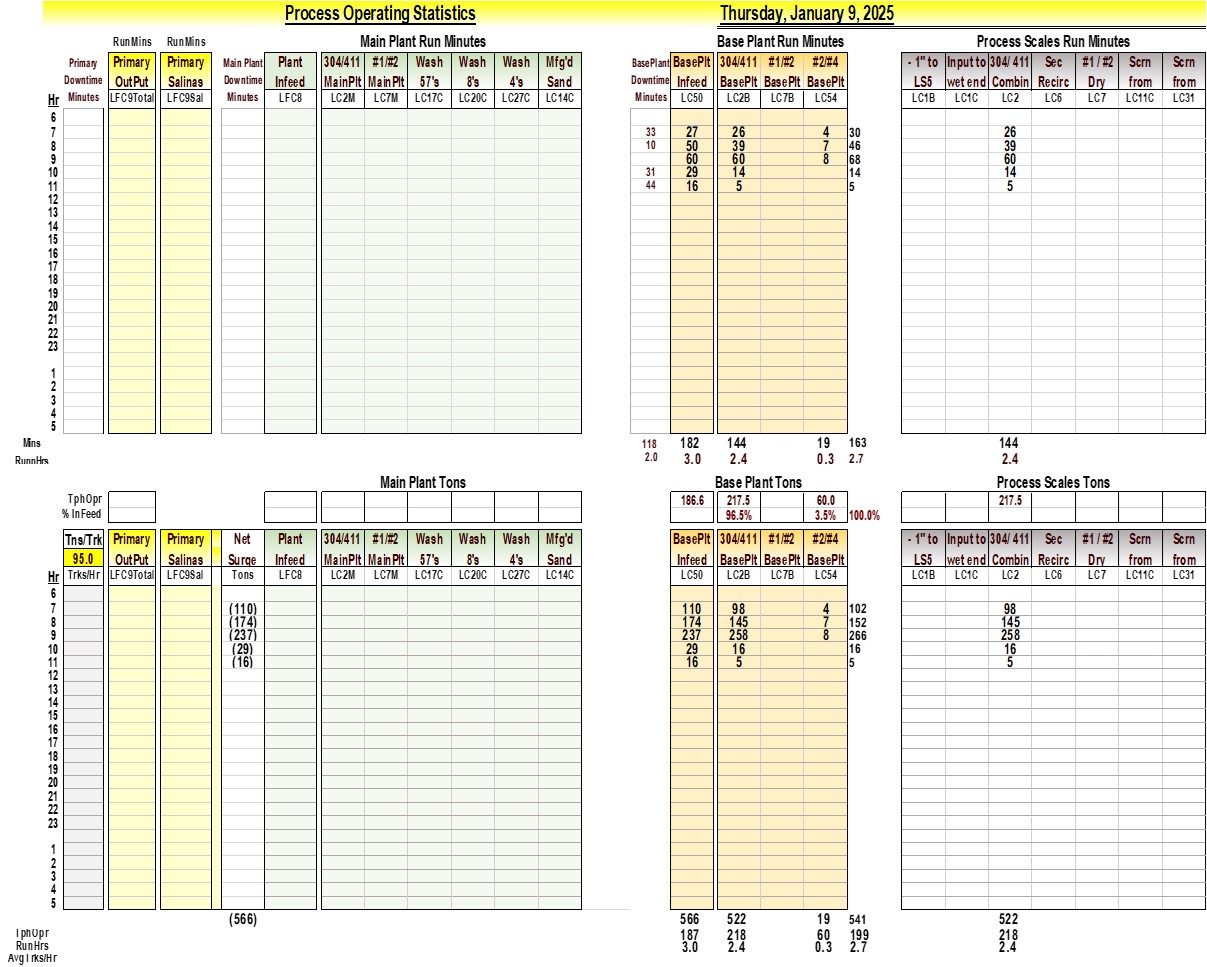 Process Operating Statistics Thursday, January 9, 2025
RunMins RunMins Main Plant Run Minutes Base Plant Run Minutes Process Scales Run Minutes
Primary Primary Primary Main Plant Plant 304/411 #1/#2 Wash Wash Wash Mfg'd BasePlant BasePlt 304/411 #1/#2 #2/#4 - 1" to Input to 304/ 411 Sec #1 / #2 Scrn Scrn
Downtime OutPut Salinas Downtime Infeed MainPlt MainPlt 57's 8's 4's Sand Downtime Infeed BasePlt BasePlt BasePlt LS5 wet end Combin Recirc Dry from from
Hr Minutes LFC9Total LFC9Sal Minutes LFC8 LC2M LC7M LC17C LC20C LC27C LC14C Minutes LC50 LC2B LC7B LC54 LC1B LC1C LC2 LC6 LC7 LC11C LC31
6
7 33 27 26 4 30 26
8 10 50 39 7 46 39
9 60 60 8 68 60
10 31 29 14 14 14
11 44 16 5 5 5
12
13
14
15
16
17
18
19
20
21
22
23
1
2
3
4
5
Mins 118 182 144 19 163 144
RunnHrs 2.0 3.0 2.4 0.3 2.7 2.4
Main Plant Tons Base Plant Tons Process Scales Tons
TphOpr 186.6 217.5 60.0 217.5
% InFeed 96.5% 3.5% 100.0%
Tns/Trk Primary Primary Net Plant 304/411 #1/#2 Wash Wash Wash Mfg'd BasePlt 304/411 #1/#2 #2/#4 - 1" to Input to 304/ 411 Sec #1 / #2 Scrn Scrn
95.0 OutPut Salinas Surge Infeed MainPlt MainPlt 57's 8's 4's Sand Infeed BasePlt BasePlt BasePlt LS5 wet end Combin Recirc Dry from from
Hr Trks/Hr LFC9Total LFC9Sal Tons LFC8 LC2M LC7M LC17C LC20C LC27C LC14C LC50 LC2B LC7B LC54 LC1B LC1C LC2 LC6 LC7 LC11C LC31
6
7 (110) 110 98 4 102 98
8 (174) 174 145 7 152 145
9 (237) 237 258 8 266 258
10 (29) 29 16 16 16
11 (16) 16 5 5 5
12
13
14
15
16
17
18
19
20
21
22
23
1
2
3
4
5
(566) 566 522 19 541 522
TphOpr 187 218 60 199 218
RunHrs 3.0 2.4 0.3 2.7 2.4
AvgTrks/Hr